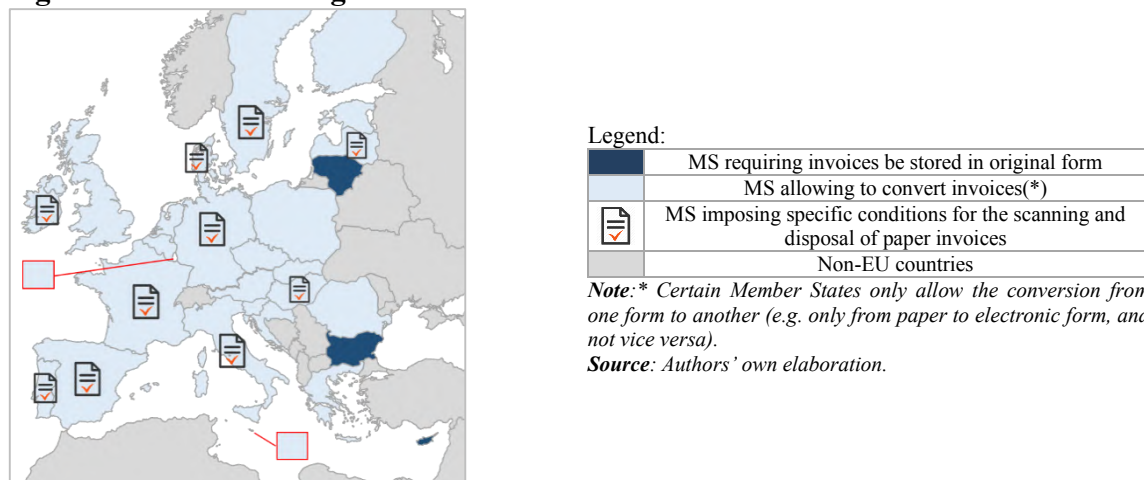 Legend:
MS requiring invoices be stored in original form
MS allowing to convert invoices(*)
MS imposing specific conditions for the scanning and
disposal of paper invoices
Non-EU countries
Note:* Certain Member States only allow the conversion from
one form to another (e.g. only from paper to electronic form, and
not vice versa).
Source: Authors' own elaboration.